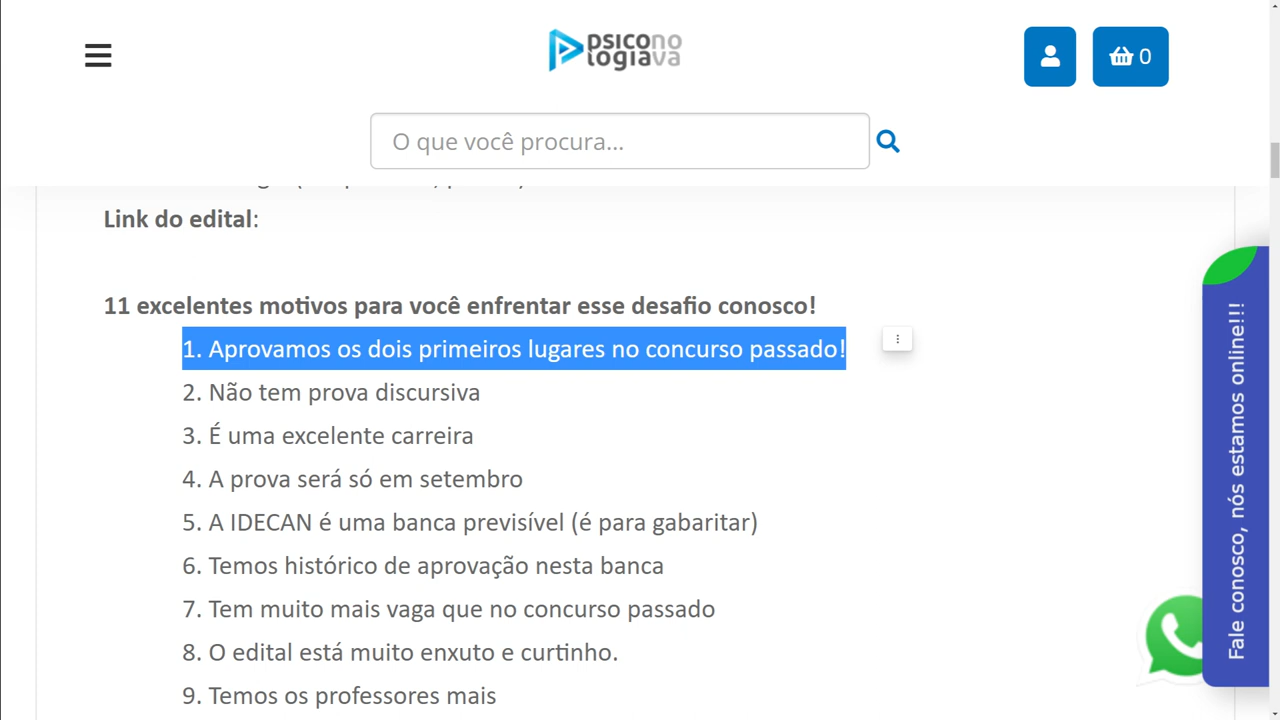 psicono
logiava
0
O que você procura...
Link do edital:
11 excelentes motivos para você enfrentar esse desafio conosco!
1. Aprovamos os dois primeiros lugares no concurso passado!
2. Não tem prova discursiva
3. É uma excelente carreira
4. A prova será só em setembro
5. A IDECAN é uma banca previsível (é para gabaritar)
6. Temos histórico de aprovação nesta banca
7. Tem muito mais vaga que no concurso passado
8. O edital está muito enxuto e curtinho.
9. Temos os professores mais
Fale conosco, nós estamos online!!!